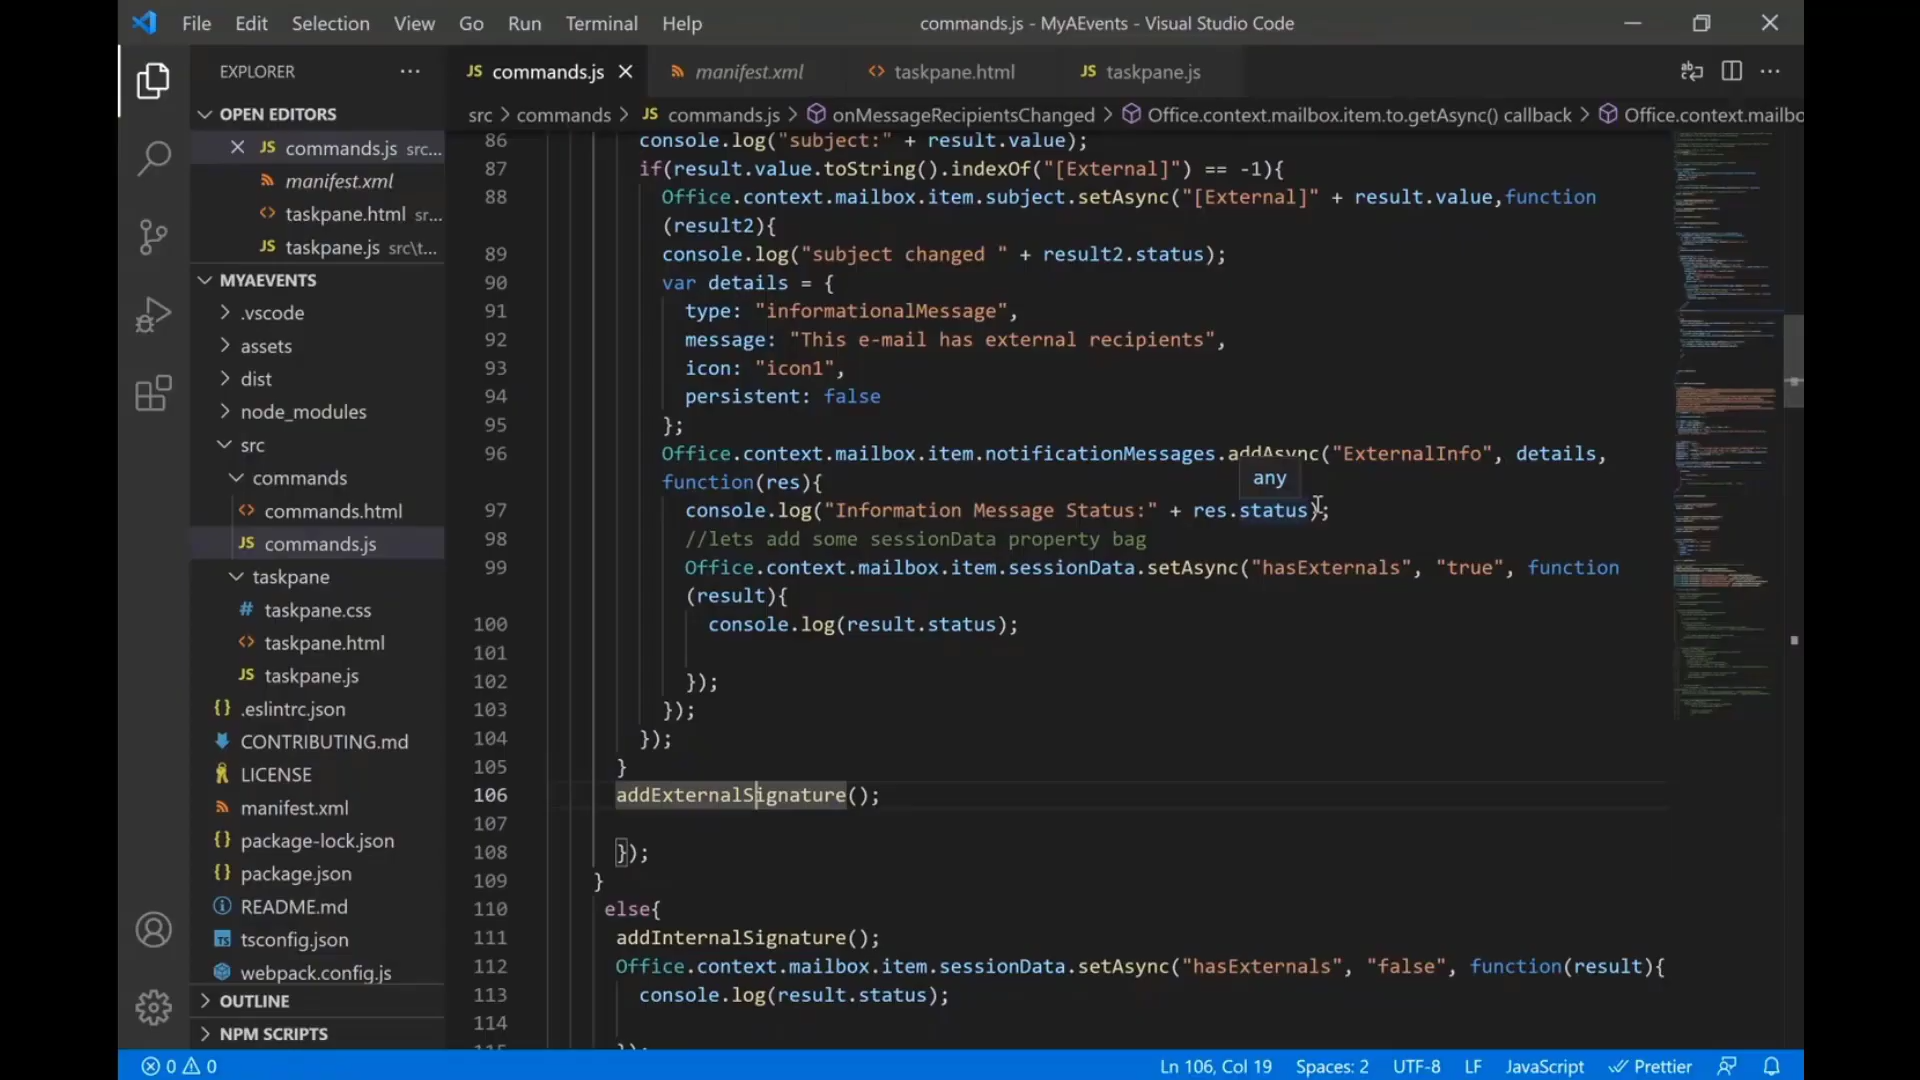 File Edit Selection View Go Run Terminal Help commands.js - MyAEvents - Visual Studio Code
EXPLORER ···
JS commands.js manifest.xml <> taskpane.html JS taskpane.js
OPEN EDITORS
JS commands.js src...
manifest.xml
<> taskpane.html sr...
JS taskpane.js src\t...
MYAEVENTS
.vscode
assets
dist
node_modules
src
commands
<> commands.html
JS commands.js
taskpane
# taskpane.css
<> taskpane.html
JS taskpane.js
{} .eslintrc.json
CONTRIBUTING.md
LICENSE
manifest.xml
{} package-lock.json
{} package.json
README.md
TS tsconfig.json
webpack.config.js
OUTLINE
NPM SCRIPTS
src > commands > JS commands.js > onMessageRecipientsChanged > Office.context.mailbox.item.to.getAsync() callback > Office.context.mailbo
86 console.log("subject:" + result.value);
87 if(result.value.toString().indexOf("[External]") == -1){
88 Office.context.mailbox.item.subject.setAsync("[External]" + result.value,function
(result2){
89 console.log("subject changed " + result2.status);
90 var details = {
91 type: "informationalMessage",
92 message: "This e-mail has external recipients",
93 icon: "icon1",
94 persistent: false
95 };
96 Office.context.mailbox.item.notificationMessages.addAsync("ExternalInfo", details,
function(res){
any
97 console.log("Information Message Status:" + res.status);
98 //lets add some sessionData property bag
99 Office.context.mailbox.item.sessionData.setAsync("hasExternals", "true", function
(result){
100 console.log(result.status);
101
102 });
103 });
104 });
105 }
106 addExternalSignature();
107
108 });
109 }
110 else{
111 addInternalSignature();
112 Office.context.mailbox.item.sessionData.setAsync("hasExternals", "false", function(result){
113 console.log(result.status);
114
0 0 Ln 106, Col 19 Spaces: 2 UTF-8 LF JavaScript Prettier